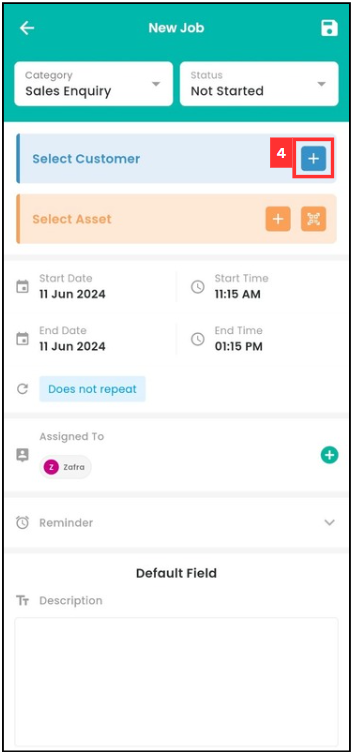 New Job
Category
Sales Enquiry
Status
Not Started
Select Customer
4
Select Asset
Start Date
11 Jun 2024
Start Time
11:15 AM
End Date
11 Jun 2024
End Time
01:15 PM
Does not repeat
Assigned To
Z Zafra
Reminder
Default Field
Tт Description